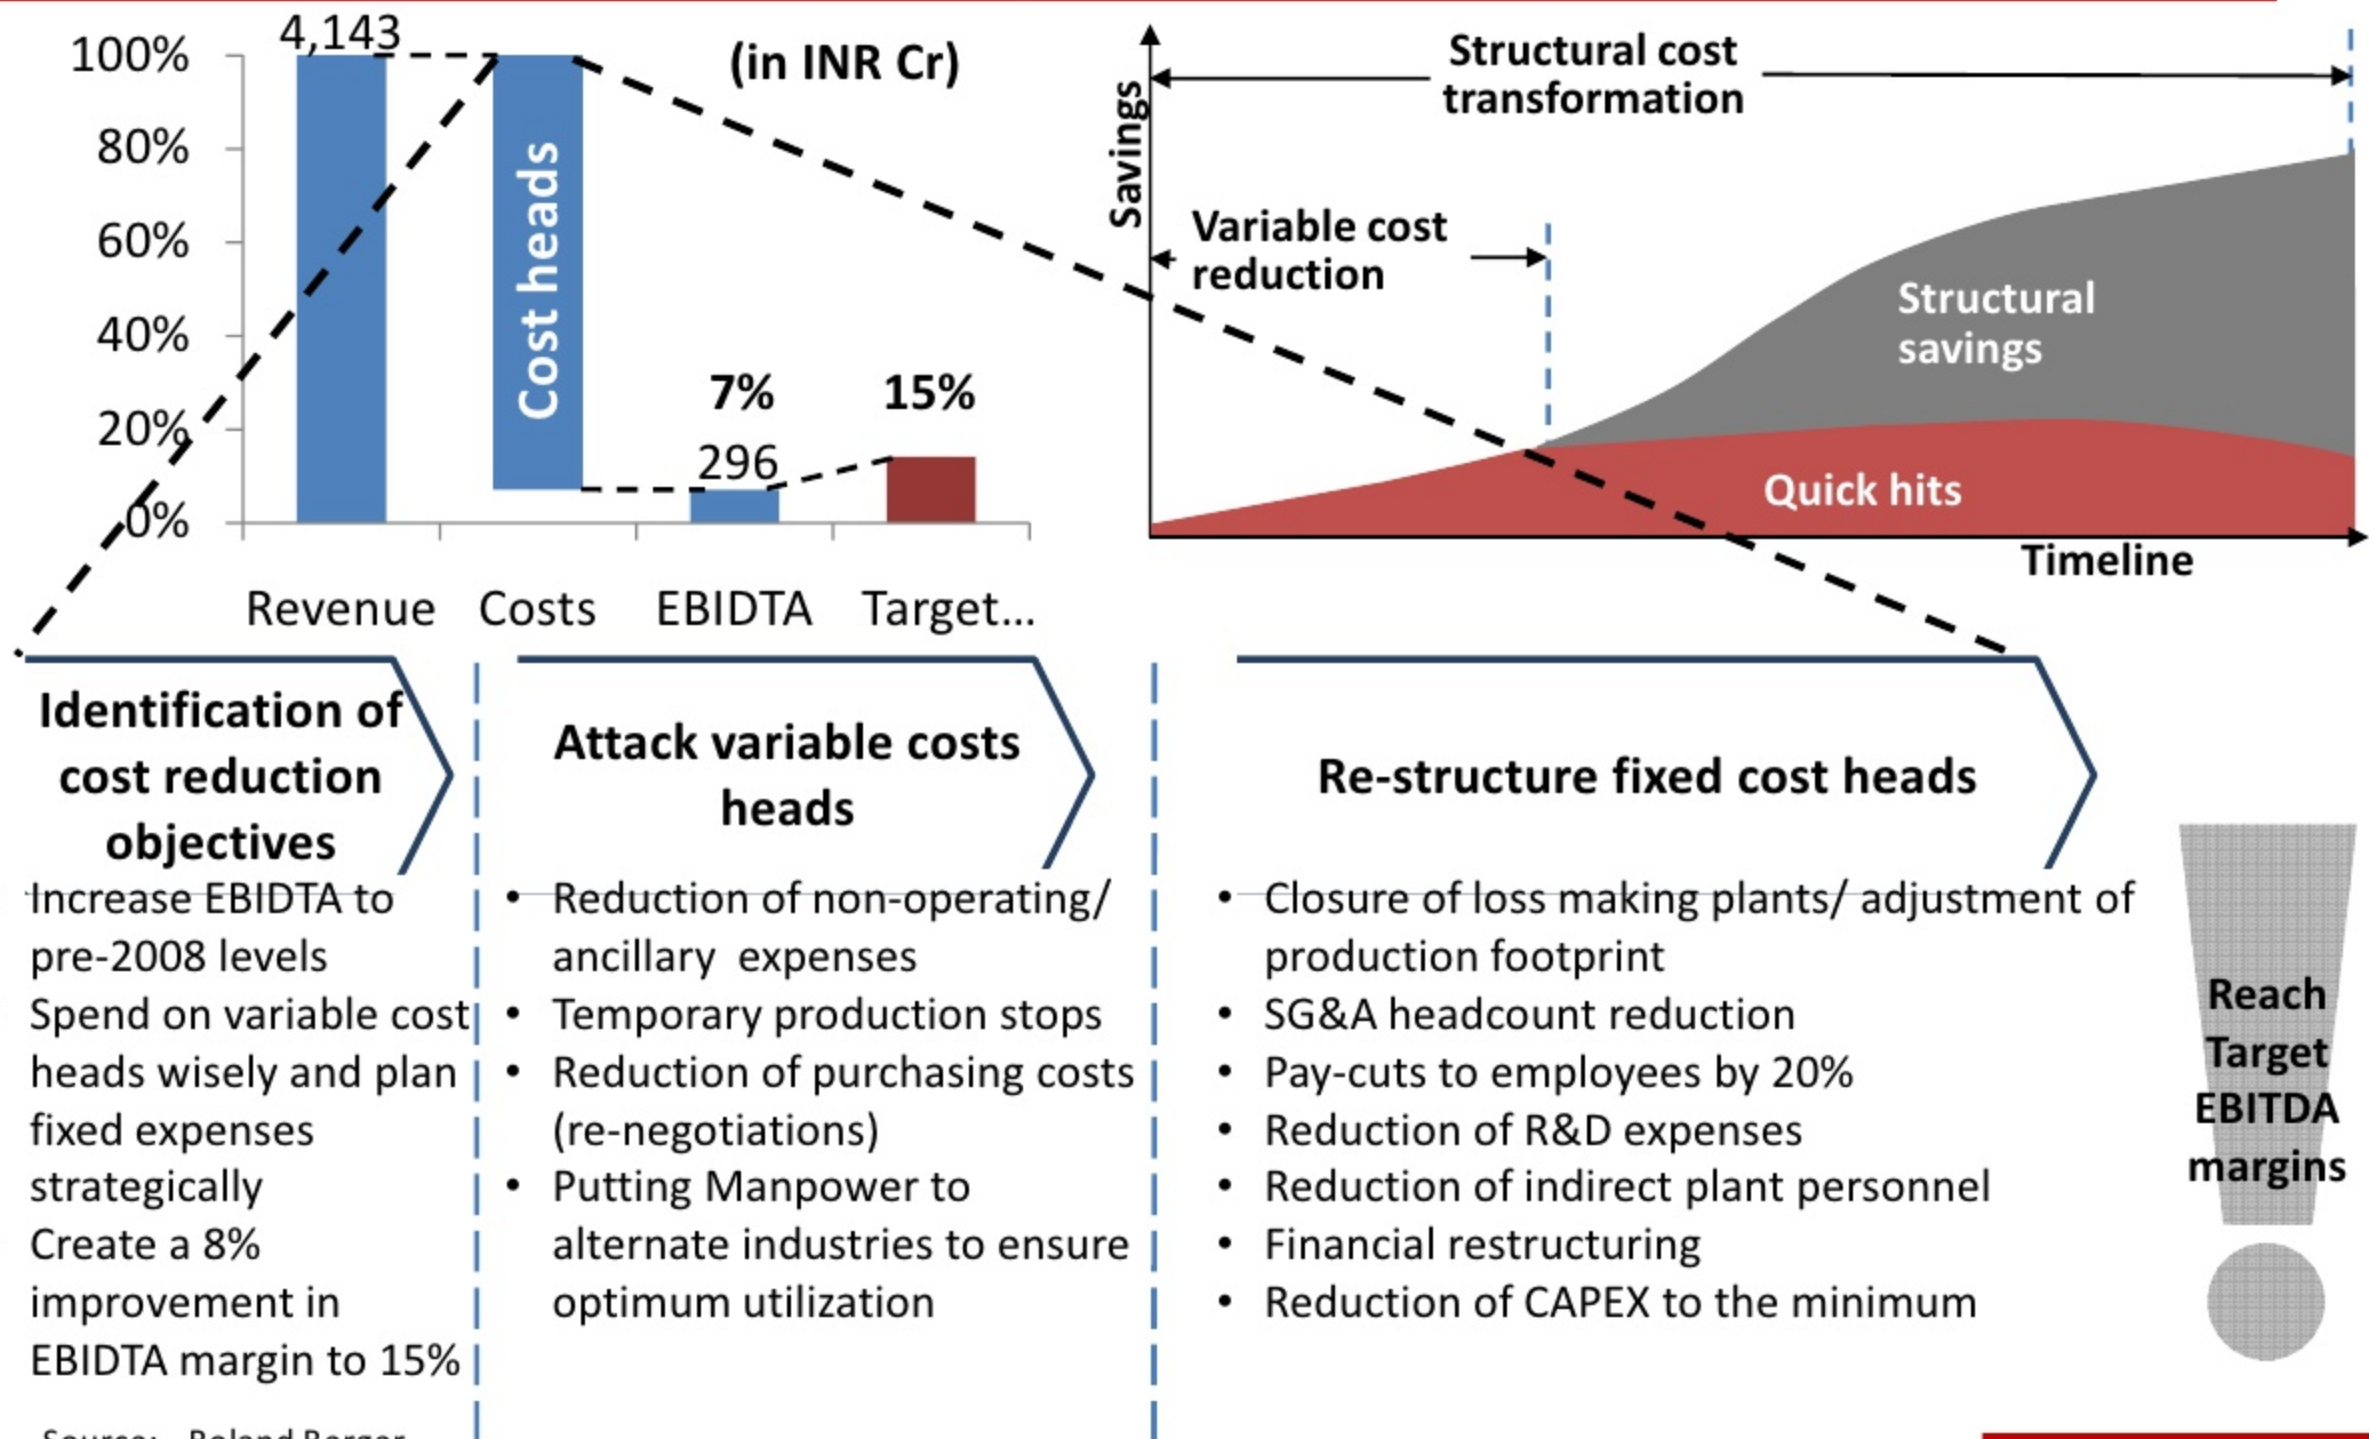 4,143
100%
80%
60%
40%
20%
0%
(in INR Cr)
Cost heads
7%
296
15%
Revenue
Costs
EBIDTA
Target...
Savings
Structural cost
transformation
Variable cost
reduction
Structural
savings
Quick hits
Timeline
Identification of
cost reduction
objectives
Increase EBIDTA to
pre-2008 levels
Spend on variable cost
heads wisely and plan
fixed expenses
strategically
Create a 8%
improvement in
EBIDTA margin to 15%
Attack variable costs
heads
• Reduction of non-operating/
ancillary expenses
• Temporary production stops
• Reduction of purchasing costs
(re-negotiations)
• Putting Manpower to
alternate industries to ensure
optimum utilization
Re-structure fixed cost heads
• Closure of loss making plants/ adjustment of
production footprint
• SG&A headcount reduction
• Pay-cuts to employees by 20%
• Reduction of R&D expenses
• Reduction of indirect plant personnel
• Financial restructuring
• Reduction of CAPEX to the minimum
Reach
Target
EBITDA
margins
Source: Roland Berger